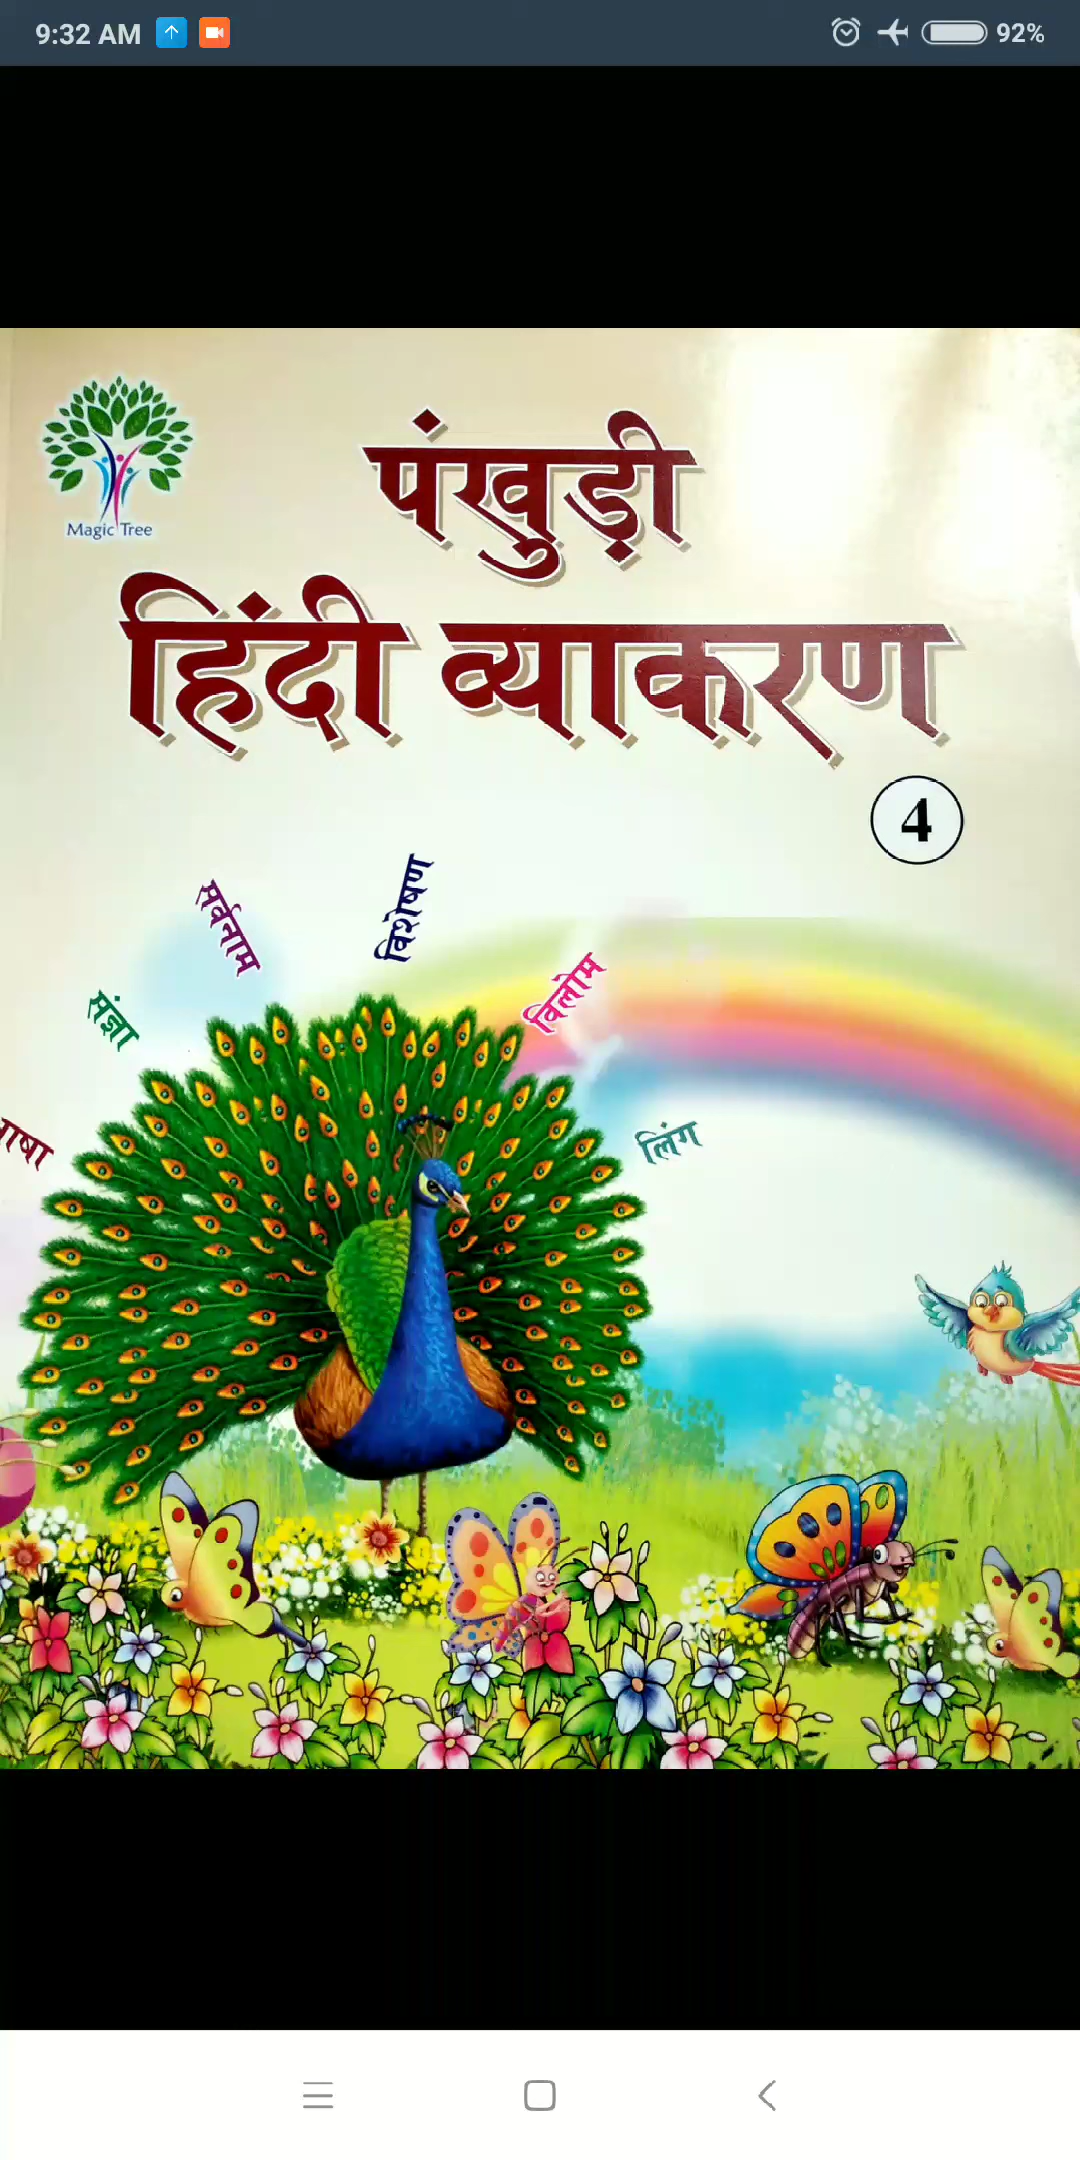 9:32 AM 92%
Magic Tree
पंखुड़ी
हिंदी व्याकरण
4
सर्वनाम
विशेषण
विलोम
संज्ञा
लिंग